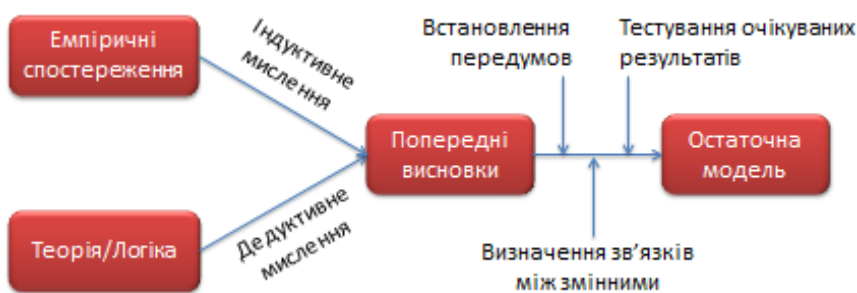 Емпіричні
спостереження
Індуктивне
мислення
Встановлення
передумов
Тестування очікуваних
результатів
Попередні
висновки
Остаточна
модель
Теорія/Логіка
Дедуктивне
мислення
Визначення зв’язків
між змінними